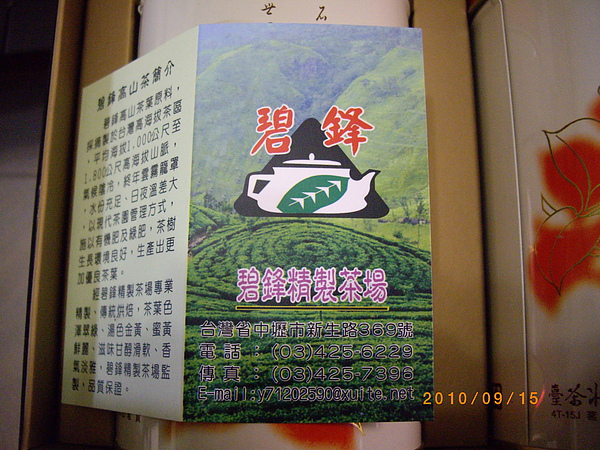 世 石
碧鋒高山茶簡介
碧鋒高山茶葉原料，
採摘製於台灣高海拔茶區
，平均海拔1,000公尺至
1,800公尺高海拔山脈，
氣候陰冷、終年雲霧籠罩
、水份充足、日夜溫差大
，以現代茶園管理方式，
施以有機肥及綠肥，茶樹
生長環境良好，生產出更
加優良茶葉。
經碧鋒精製茶場專業
精製、傳統烘焙，茶葉色
澤翠綠、湯色金黃、蜜黃
鮮麗、滋味甘醇滑軟、香
氣淡雅，碧鋒精製茶場監
製，品質保證。
碧鋒
碧鋒精製茶場
台灣省中壢市新生路369號
電話：(03)425-6229
傳真：(03)425-7396
E-mail:y71202590@xuite.net
臺茶
4T-15J
2010/09/15